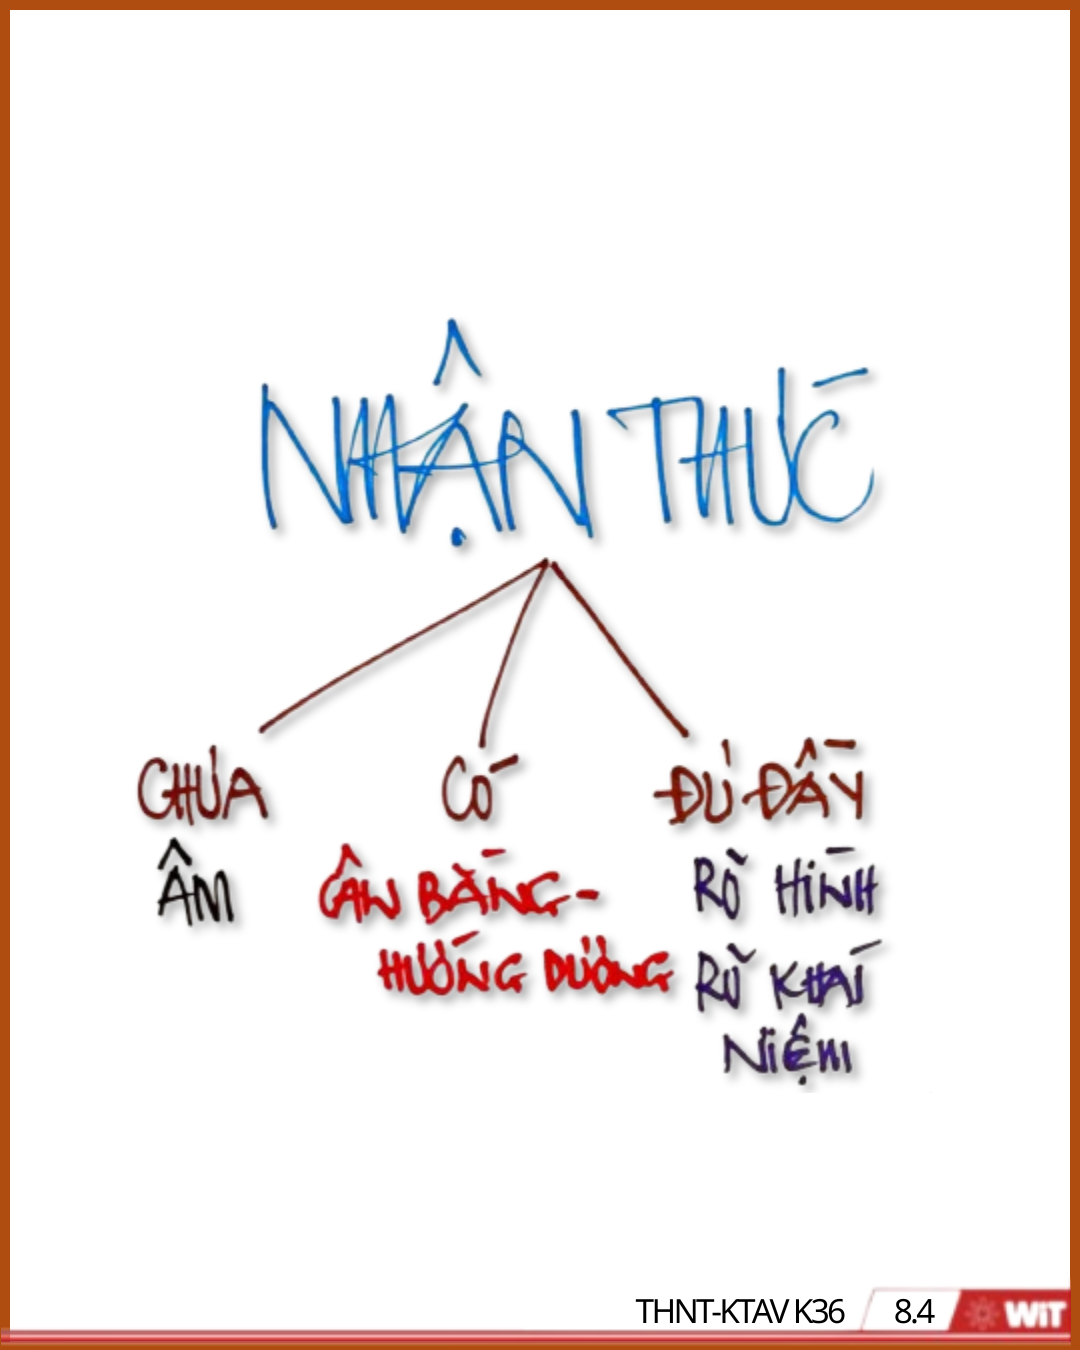 NHẬN THỨC
CHƯA CÓ ĐỦ ĐẦY
ÂM CÂN BẰNG - RÕ HÌNH
HƯỚNG DƯƠNG RÕ KHÁI
NIỆM
THNT-KTAV K36 8.4 WiT